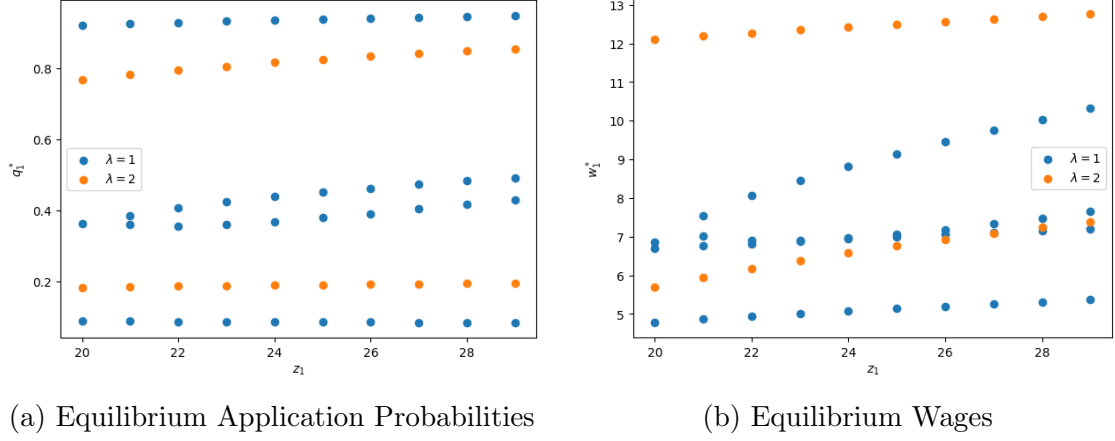 0.8
0.6
0.4
0.2
q₁*
λ = 1
λ = 2
20 22 24 26 28
z₁
13
12
11
10
9
8
7
6
5
w₁*
λ = 1
λ = 2
20 22 24 26 28
z₁
(a) Equilibrium Application Probabilities
(b) Equilibrium Wages